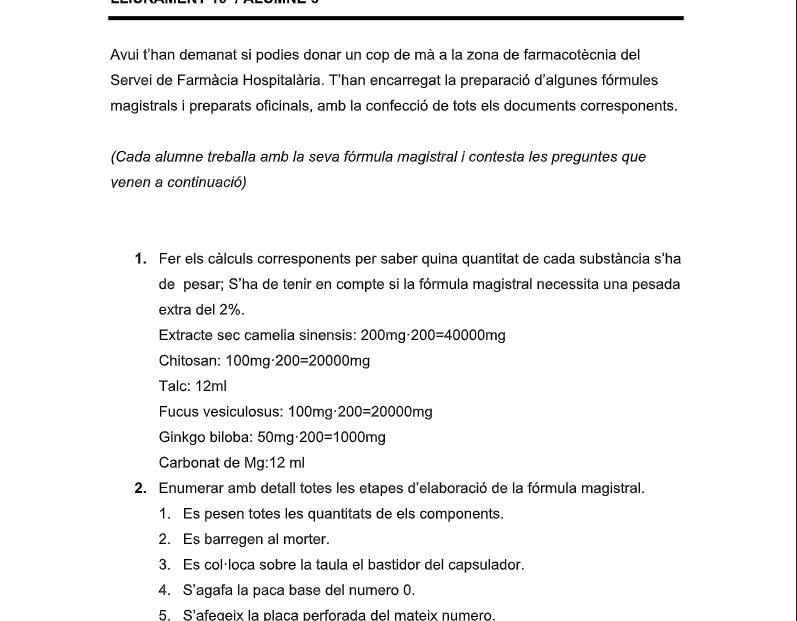 Avui t’han demanat si podies donar un cop de mà a la zona de farmacotècnia del
Servei de Farmàcia Hospitalària. T’han encarregat la preparació d’algunes fórmules
magistrals i preparats oficinals, amb la confecció de tots els documents corresponents.
(Cada alumne treballa amb la seva fórmula magistral i contesta les preguntes que
venen a continuació)
1. Fer els càlculs corresponents per saber quina quantitat de cada substància s’ha
de pesar; S’ha de tenir en compte si la fórmula magistral necessita una pesada
extra del 2%.
Extracte sec camelia sinensis: 200mg·200=40000mg
Chitosan: 100mg·200=20000mg
Talc: 12ml
Fucus vesiculosus: 100mg·200=20000mg
Ginkgo biloba: 50mg·200=1000mg
Carbonat de Mg:12 ml
2. Enumerar amb detall totes les etapes d’elaboració de la fórmula magistral.
1. Es pesen totes les quantitats de els components.
2. Es barregen al morter.
3. Es col·loca sobre la taula el bastidor del capsulador.
4. S’agafa la paca base del numero 0.
5. S’afegeix la placa perforada del mateix numero.